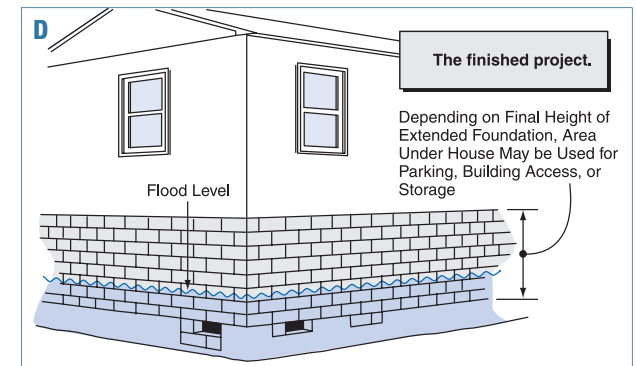 D
The finished project.
Depending on Final Height of
Extended Foundation, Area
Under House May be Used for
Parking, Building Access, or
Storage
Flood Level